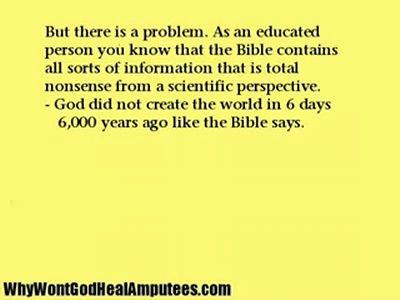 But there is a problem. As an educated
person you know that the Bible contains
all sorts of information that is total
nonsense from a scientific perspective.
- God did not create the world in 6 days
6,000 years ago like the Bible says.
WhyWontGodHealAmputees.com